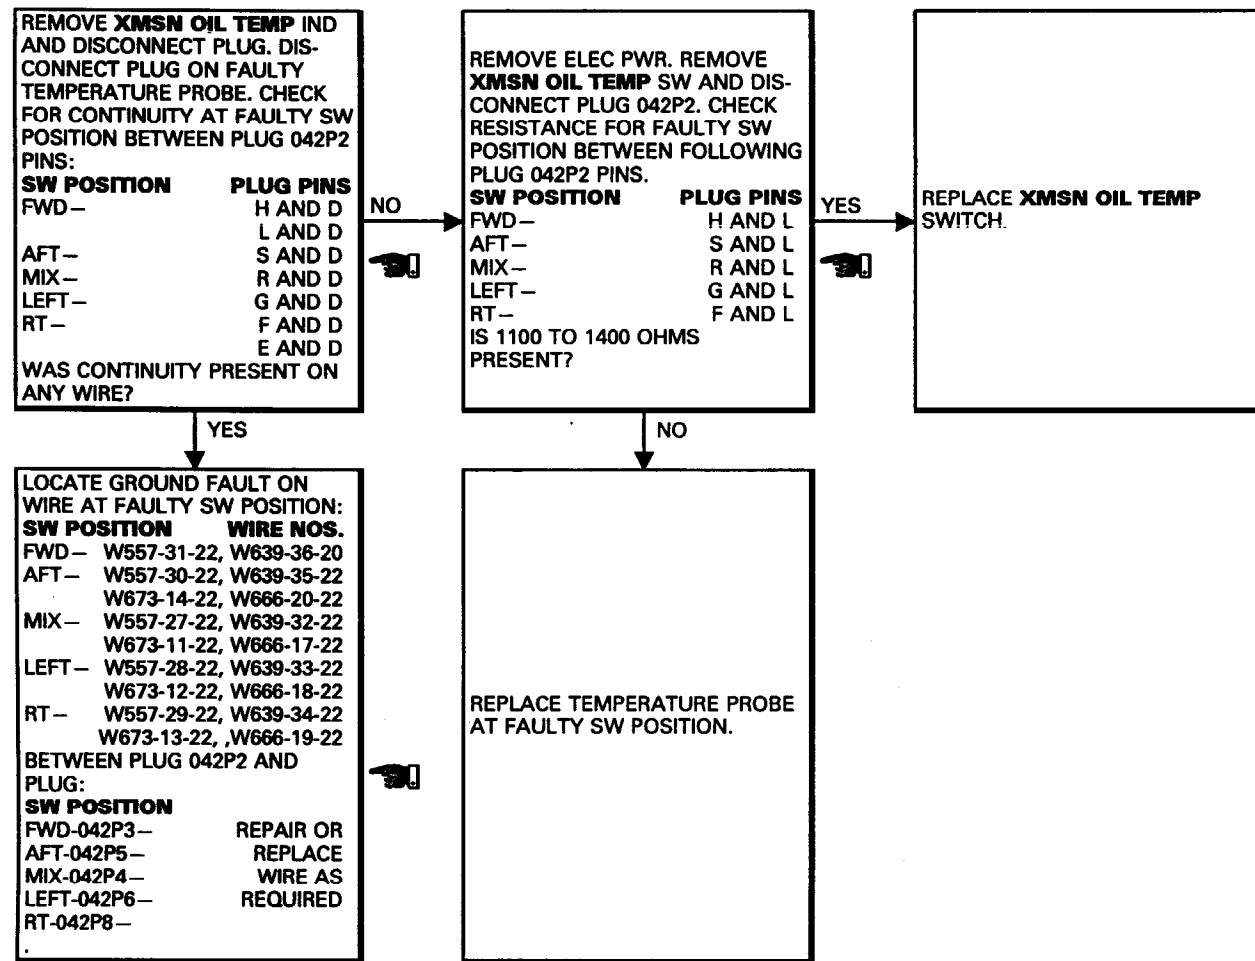 REMOVE XMSN OIL TEMP IND
AND DISCONNECT PLUG. DIS-
CONNECT PLUG ON FAULTY
TEMPERATURE PROBE. CHECK
FOR CONTINUITY AT FAULTY SW
POSITION BETWEEN PLUG 042P2
PINS:
SW POSITION PLUG PINS
FWD— H AND D
L AND D
AFT— S AND D
MIX— R AND D
LEFT— G AND D
RT— F AND D
E AND D
WAS CONTINUITY PRESENT ON
ANY WIRE?
NO
REMOVE ELEC PWR. REMOVE
XMSN OIL TEMP SW AND DIS-
CONNECT PLUG 042P2. CHECK
RESISTANCE FOR FAULTY SW
POSITION BETWEEN FOLLOWING
PLUG 042P2 PINS.
SW POSITION PLUG PINS
FWD— H AND L
AFT— S AND L
MIX— R AND L
LEFT— G AND L
RT— F AND L
IS 1100 TO 1400 OHMS
PRESENT?
YES
REPLACE XMSN OIL TEMP
SWITCH.
YES
NO
LOCATE GROUND FAULT ON
WIRE AT FAULTY SW POSITION:
SW POSITION WIRE NOS.
FWD— W557-31-22, W639-36-20
AFT— W557-30-22, W639-35-22
W673-14-22, W666-20-22
MIX— W557-27-22, W639-32-22
W673-11-22, W666-17-22
LEFT— W557-28-22, W639-33-22
W673-12-22, W666-18-22
RT— W557-29-22, W639-34-22
W673-13-22, ,W666-19-22
BETWEEN PLUG 042P2 AND
PLUG:
SW POSITION
FWD-042P3— REPAIR OR
AFT-042P5— REPLACE
MIX-042P4— WIRE AS
LEFT-042P6— REQUIRED
RT-042P8—
.
REPLACE TEMPERATURE PROBE
AT FAULTY SW POSITION.